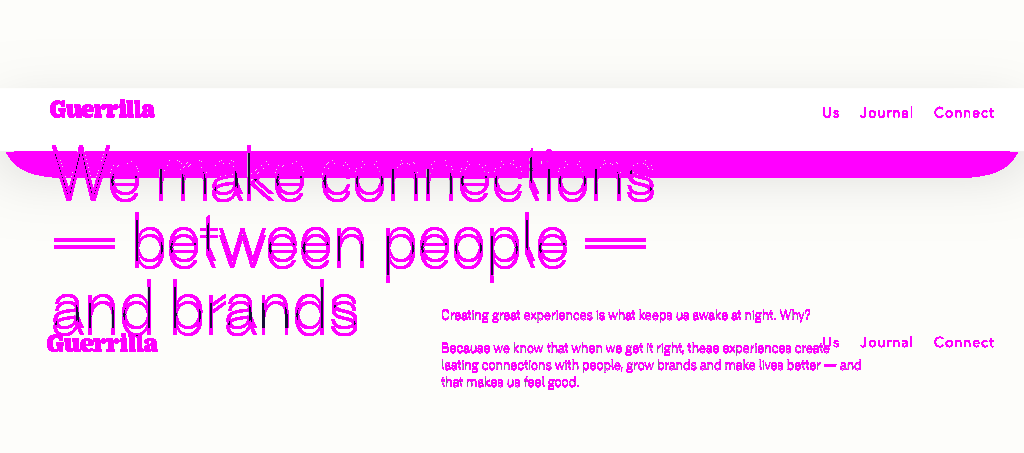 Guerrilla
Us Journal Connect
We make connections
— between people —
and brands
Creating great experiences is what keeps us awake at night. Why?
Guerrilla
Us Journal Connect
Because we know that when we get it right, these experiences create
lasting connections with people, grow brands and make lives better — and
that makes us feel good.